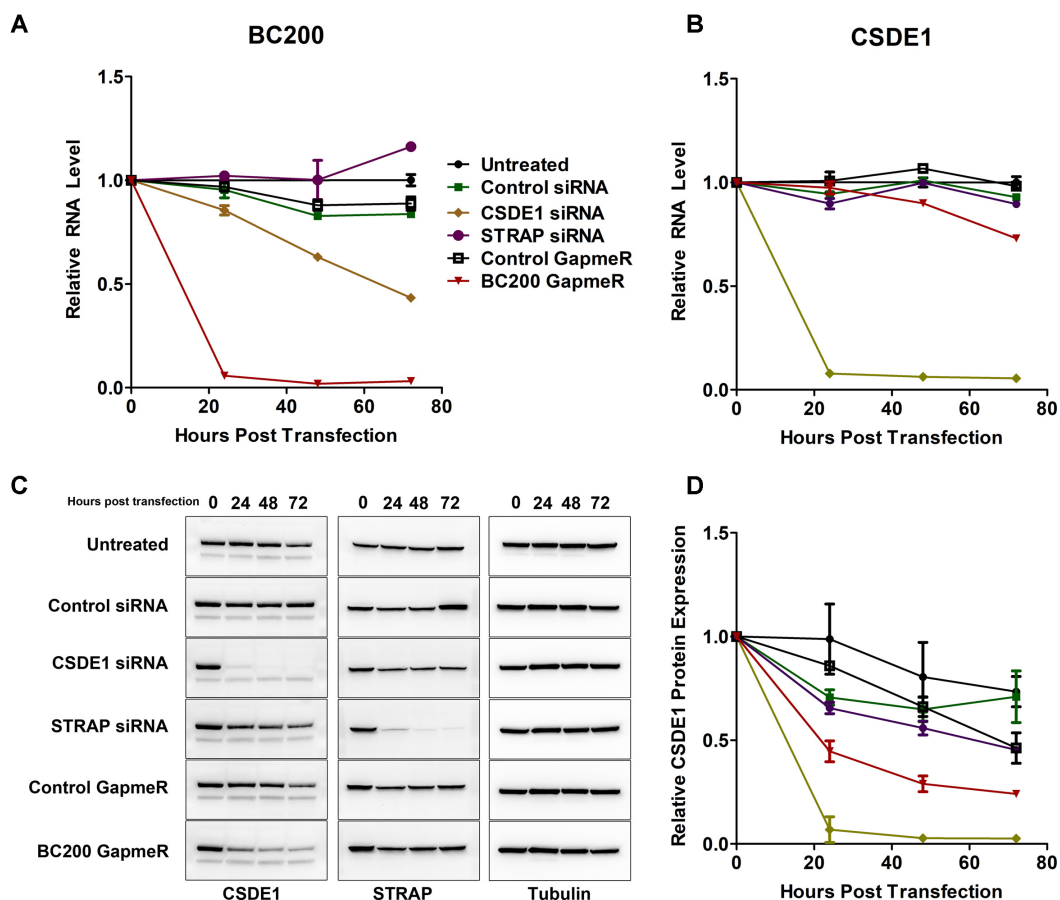 A
BC200
Relative RNA Level
1.5
1.0
0.5
0.0
0 20 40 60 80
Hours Post Transfection
Untreated
Control siRNA
CSDE1 siRNA
STRAP siRNA
Control GapmeR
BC200 GapmeR
B
CSDE1
Relative RNA Level
1.5
1.0
0.5
0.0
0 20 40 60 80
Hours Post Transfection
C
Hours post transfection 0 24 48 72 0 24 48 72 0 24 48 72
Untreated
Control siRNA
CSDE1 siRNA
STRAP siRNA
Control GapmeR
BC200 GapmeR
CSDE1 STRAP Tubulin
D
Relative CSDE1 Protein Expression
1.5
1.0
0.5
0.0
0 20 40 60 80
Hours Post Transfection